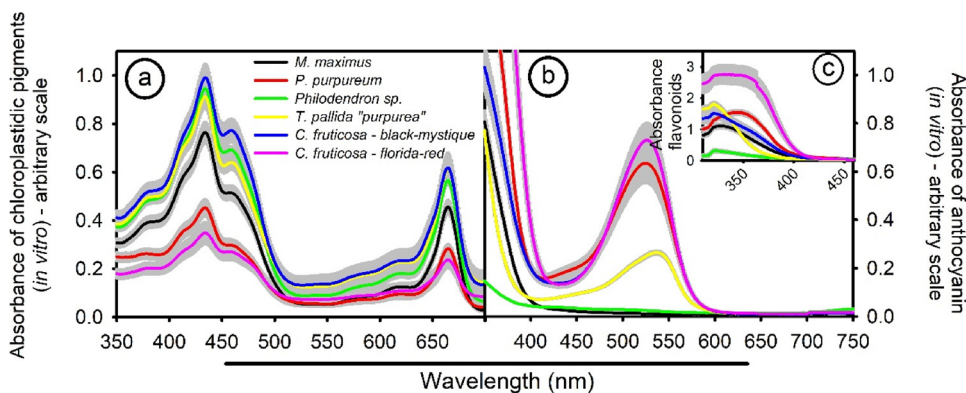 Absorbance of chloroplastidic pigments
(in vitro) - arbitrary scale
1.0
0.8
0.6
0.4
0.2
0.0
a
M. maximus
P. purpureum
Philodendron sp.
T. pallida "purpurea"
C. fruticosa - black-mystique
C. fruticosa - florida-red
350 400 450 500 550 600 650
b
c
Absorbance
flavonoids
3
2
1
0
350 400 450
1.0
0.8
0.6
0.4
0.2
0.0
450 500 550 600 650 700 750
Absorbance of anthocyanin
(in vitro) - arbitrary scale
Wavelength (nm)